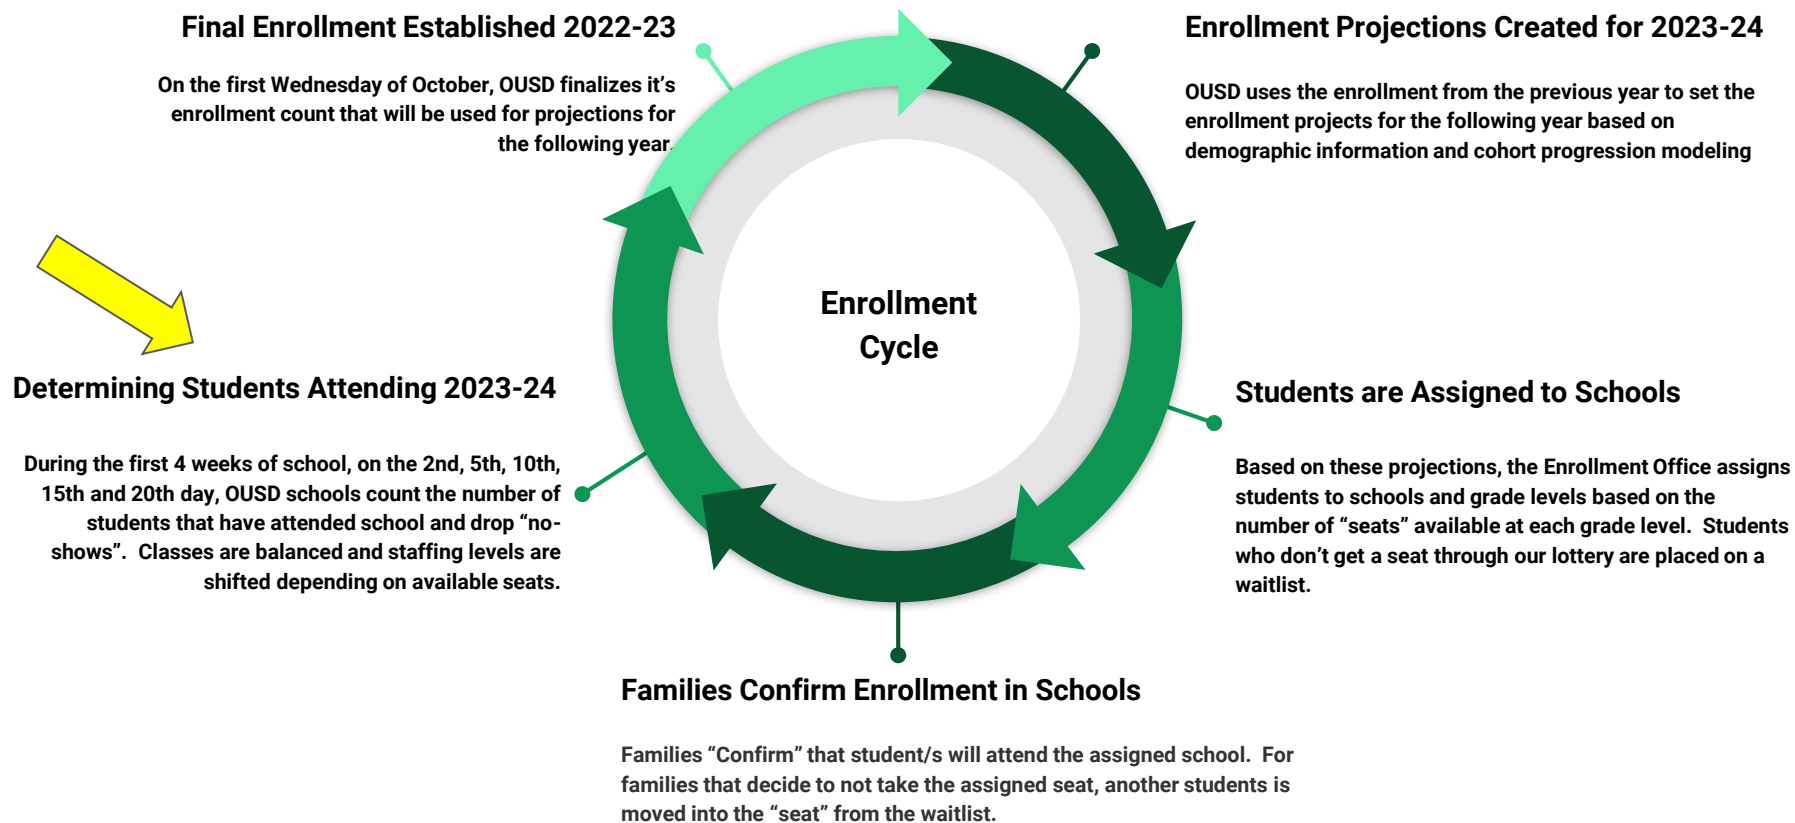 Final Enrollment Established 2022-23
On the first Wednesday of October, OUSD finalizes it’s
enrollment count that will be used for projections for
the following year.
Enrollment Projections Created for 2023-24
OUSD uses the enrollment from the previous year to set the
enrollment projects for the following year based on
demographic information and cohort progression modeling
Enrollment
Cycle
Determining Students Attending 2023-24
During the first 4 weeks of school, on the 2nd, 5th, 10th,
15th and 20th day, OUSD schools count the number of
students that have attended school and drop “no-
shows”.  Classes are balanced and staffing levels are
shifted depending on available seats.
Students are Assigned to Schools
Based on these projections, the Enrollment Office assigns
students to schools and grade levels based on the
number of “seats” available at each grade level.  Students
who don’t get a seat through our lottery are placed on a
waitlist.
Families Confirm Enrollment in Schools
Families “Confirm” that student/s will attend the assigned school.  For
families that decide to not take the assigned seat, another students is
moved into the “seat” from the waitlist.